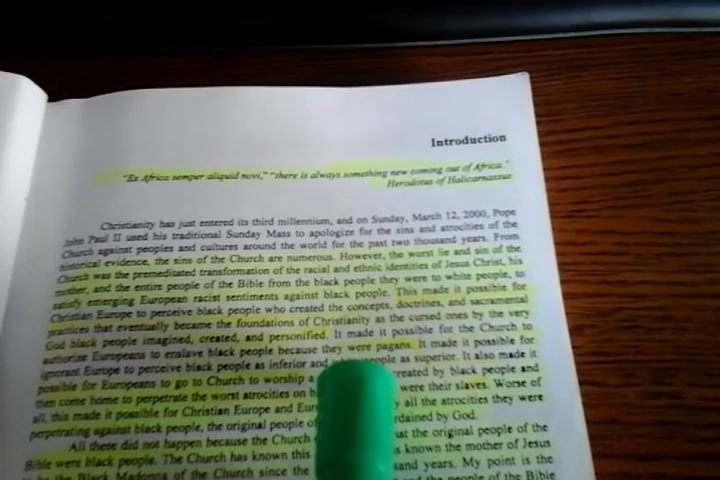 Introduction
"Ex Africa semper aliquid novi," "there is always something new coming out of Africa."
Herodotus of Halicarnassus
Christianity has just entered its third millennium, and on Sunday, March 12, 2000, Pope
John Paul II used his traditional Sunday Mass to apologize for the sins and atrocities of the
Church against peoples and cultures around the world for the past two thousand years. From
historical evidence, the sins of the Church are numerous. However, the worst lie and sin of the
Church was the premeditated transformation of the racial and ethnic identities of Jesus Christ, his
mother, and the entire people of the Bible from the black people they were to white people, to
satisfy emerging European racist sentiments against black people. This made it possible for
Christian Europe to perceive black people who created the concepts, doctrines, and sacramental
practices that eventually became the foundations of Christianity as the cursed ones by the very
God black people imagined, created, and personified. It made it possible for the Church to
authorize Europeans to enslave black people because they were pagans. It made it possible for
ignorant Europe to perceive black people as inferior and people as superior. It also made it
possible for Europeans to go to Church to worship a created by black people and
then come home to perpetrate the worst atrocities on were their slaves. Worse of
all, this made it possible for Christian Europe and all the atrocities they were
perpetrating against black people, the original people of by God.
All these did not happen because the Church the original people of the
Bible were black people. The Church has known this known the mother of Jesus
the Black Madonna of the Church since the years. My point is the
the people of the Bible